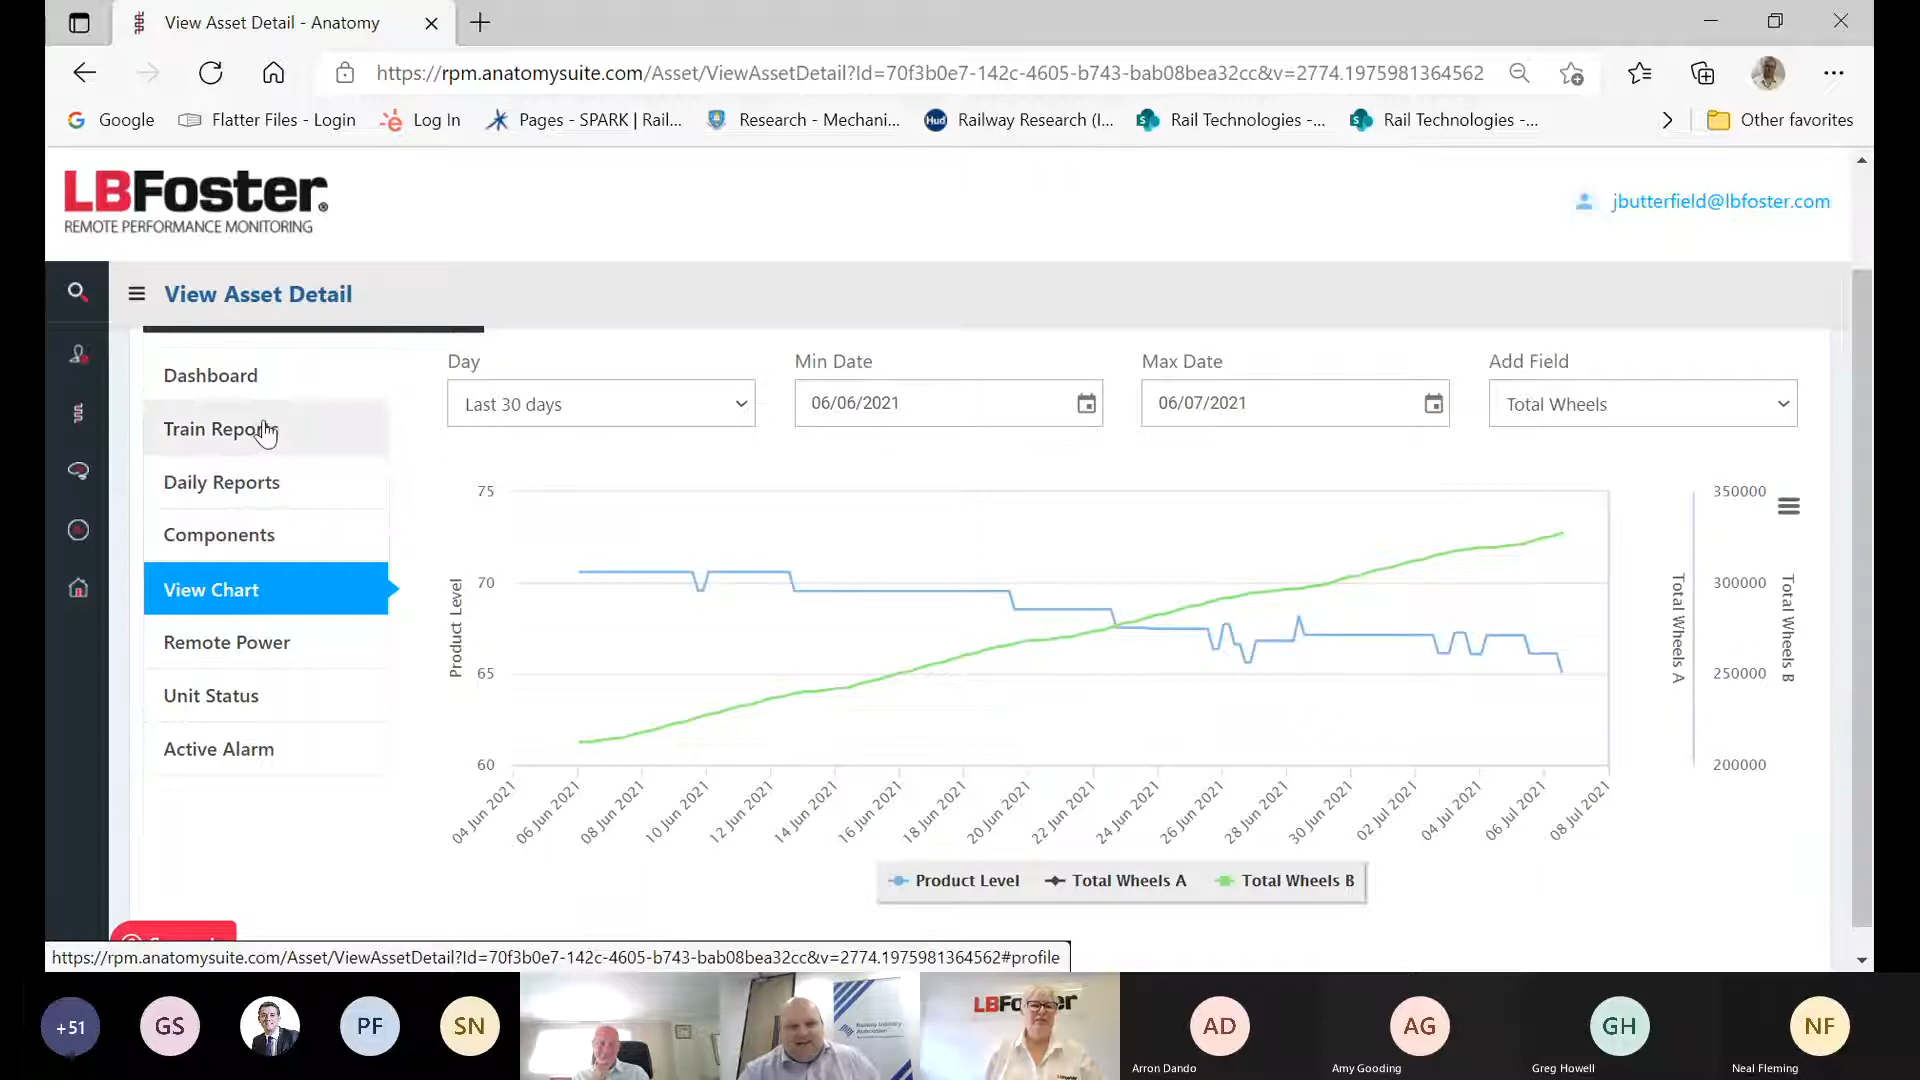 View Asset Detail - Anatomy
https://rpm.anatomysuite.com/Asset/ViewAssetDetail?Id=70f3b0e7-142c-4605-b743-bab08bea32cc&v=2774.1975981364562
Google
Flatter Files - Login
Log In
Pages - SPARK | Rail...
Research - Mechani...
Hud
Railway Research (I...
Rail Technologies -...
Rail Technologies -...
Other favorites
LBFoster®
REMOTE PERFORMANCE MONITORING
jbutterfield@lbfoster.com
View Asset Detail
Dashboard
Train Reports
Daily Reports
Components
View Chart
Remote Power
Unit Status
Active Alarm
Day
Min Date
Max Date
Add Field
Last 30 days
06/06/2021
06/07/2021
Total Wheels
Product Level
75
70
65
60
04 Jun 2021
06 Jun 2021
08 Jun 2021
10 Jun 2021
12 Jun 2021
14 Jun 2021
16 Jun 2021
18 Jun 2021
20 Jun 2021
22 Jun 2021
24 Jun 2021
26 Jun 2021
28 Jun 2021
30 Jun 2021
02 Jul 2021
04 Jul 2021
06 Jul 2021
08 Jul 2021
Total Wheels A
350000
300000
250000
200000
Total Wheels B
Product Level
Total Wheels A
Total Wheels B
https://rpm.anatomysuite.com/Asset/ViewAssetDetail?Id=70f3b0e7-142c-4605-b743-bab08bea32cc&v=2774.1975981364562#profile
+51
GS
PF
SN
Railway Industry
Association
LBFoster
AD
Arron Dando
AG
Amy Gooding
GH
Greg Howell
NF
Neal Fleming